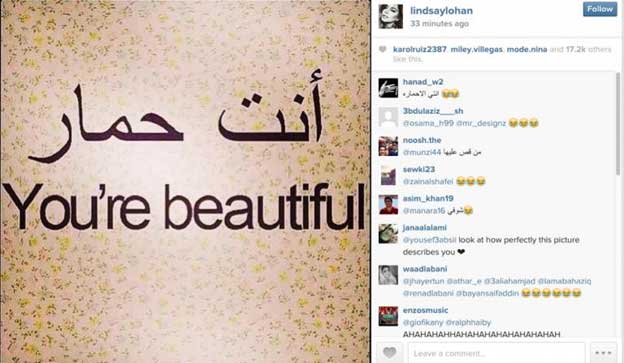 أنت حمار
You're beautiful
lindsaylohan
33 minutes ago
Follow
karolruiz2387, miley.villegas, mode.nina and 17.2k others
like this.
hanad_w2
انتي الاحماره 😂😂
3bdulaziz___sh
@osama_h99 @mr_designz 😂😂😂
noosh.the
@munzi44 من قص عليها
sewki23
@zainalshafei 😂😂😂
asim_khan19
@manara16 شوفي😂
janaalalami
@yousef3absii look at how perfectly this picture
describes you ❤
waadlabani
@jhayertun @athar_e @3aliahamjad @lamabahaziq
@renadlabani @bayansaifaddin 😂😂😂😂😂😂
enzosmusic
@giofikany @ralphhaiby
AHAHAHAHHAHAHAHAHAHAHAHAHAH
Leave a comment...